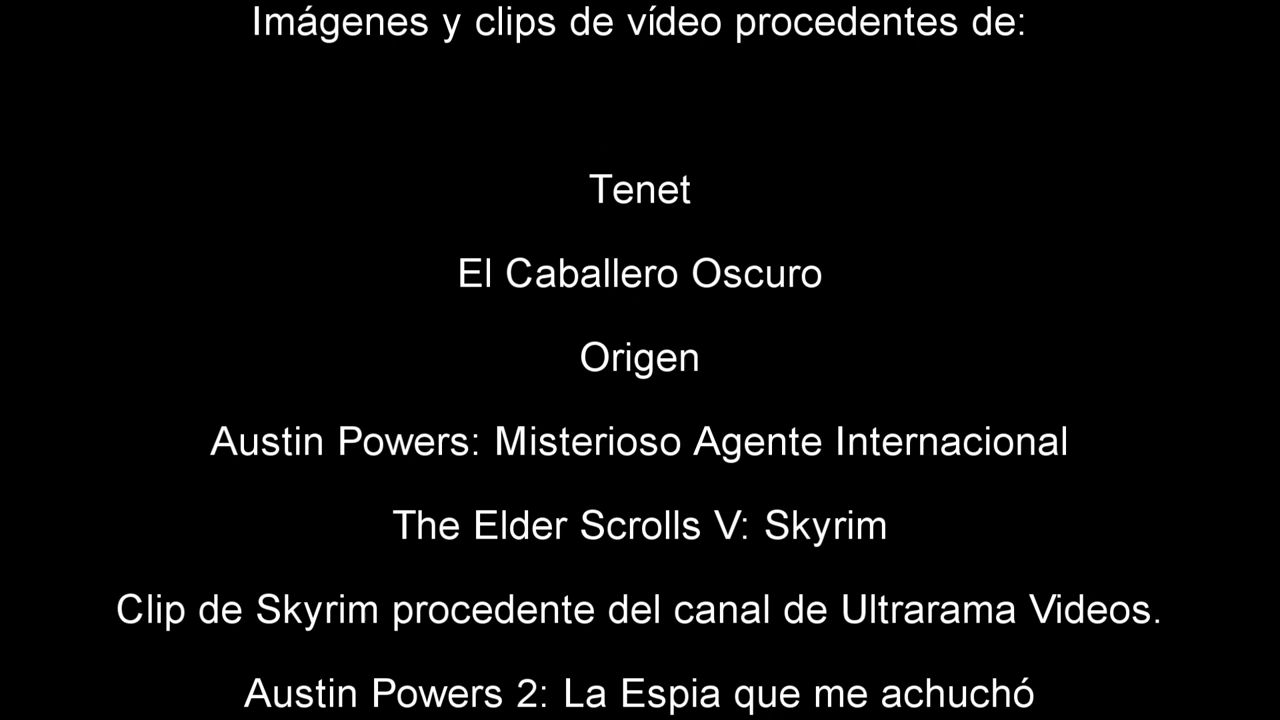 Imágenes y clips de vídeo procedentes de:
Tenet
El Caballero Oscuro
Origen
Austin Powers: Misterioso Agente Internacional
The Elder Scrolls V: Skyrim
Clip de Skyrim procedente del canal de Ultrarama Videos.
Austin Powers 2: La Espia que me achuchó